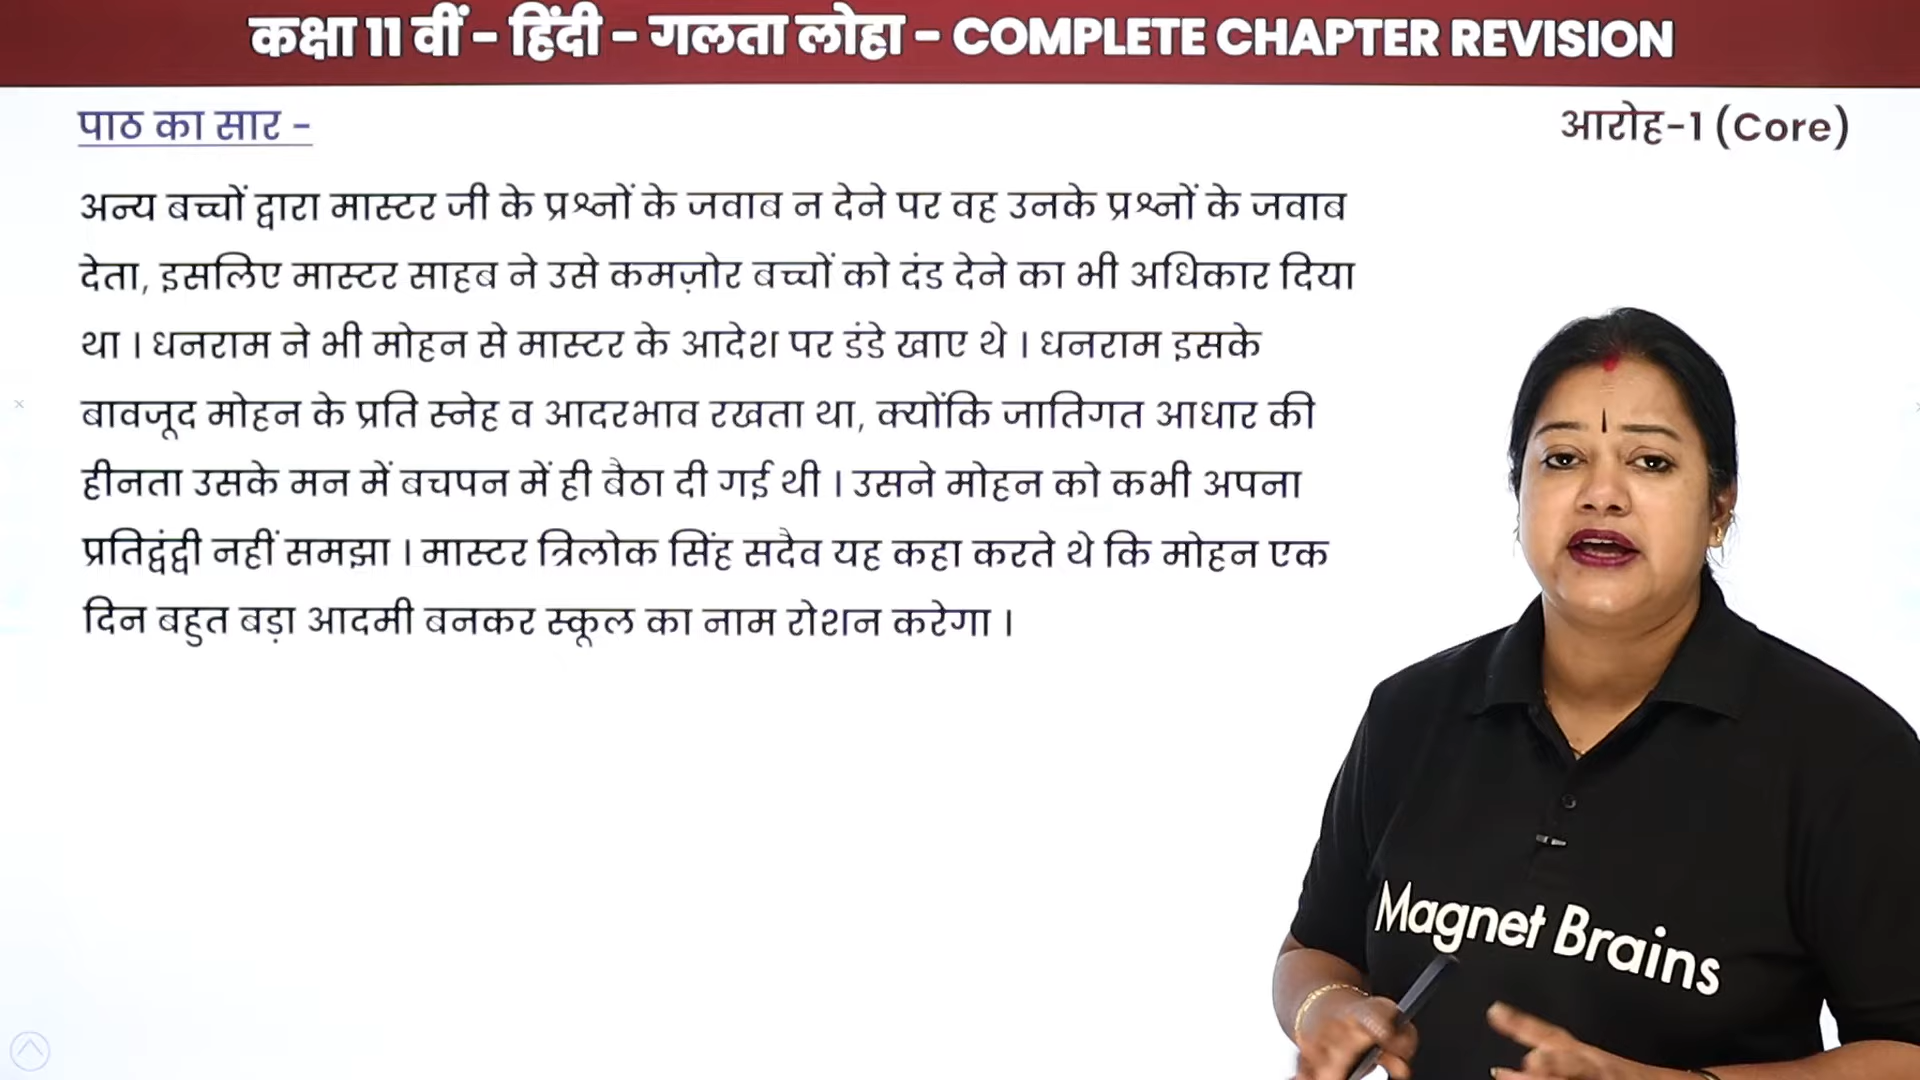 कक्षा 11 वीं - हिंदी - गलता लोहा - COMPLETE CHAPTER REVISION
पाठ का सार -
आरोह-1 (Core)
अन्य बच्चों द्वारा मास्टर जी के प्रश्नों के जवाब न देने पर वह उनके प्रश्नों के जवाब
देता, इसलिए मास्टर साहब ने उसे कमज़ोर बच्चों को दंड देने का भी अधिकार दिया
था । धनराम ने भी मोहन से मास्टर के आदेश पर डंडे खाए थे । धनराम इसके
बावजूद मोहन के प्रति स्नेह व आदरभाव रखता था, क्योंकि जातिगत आधार की
हीनता उसके मन में बचपन में ही बैठा दी गई थी । उसने मोहन को कभी अपना
प्रतिद्वंद्वी नहीं समझा । मास्टर त्रिलोक सिंह सदैव यह कहा करते थे कि मोहन एक
दिन बहुत बड़ा आदमी बनकर स्कूल का नाम रोशन करेगा ।
Magnet Brains